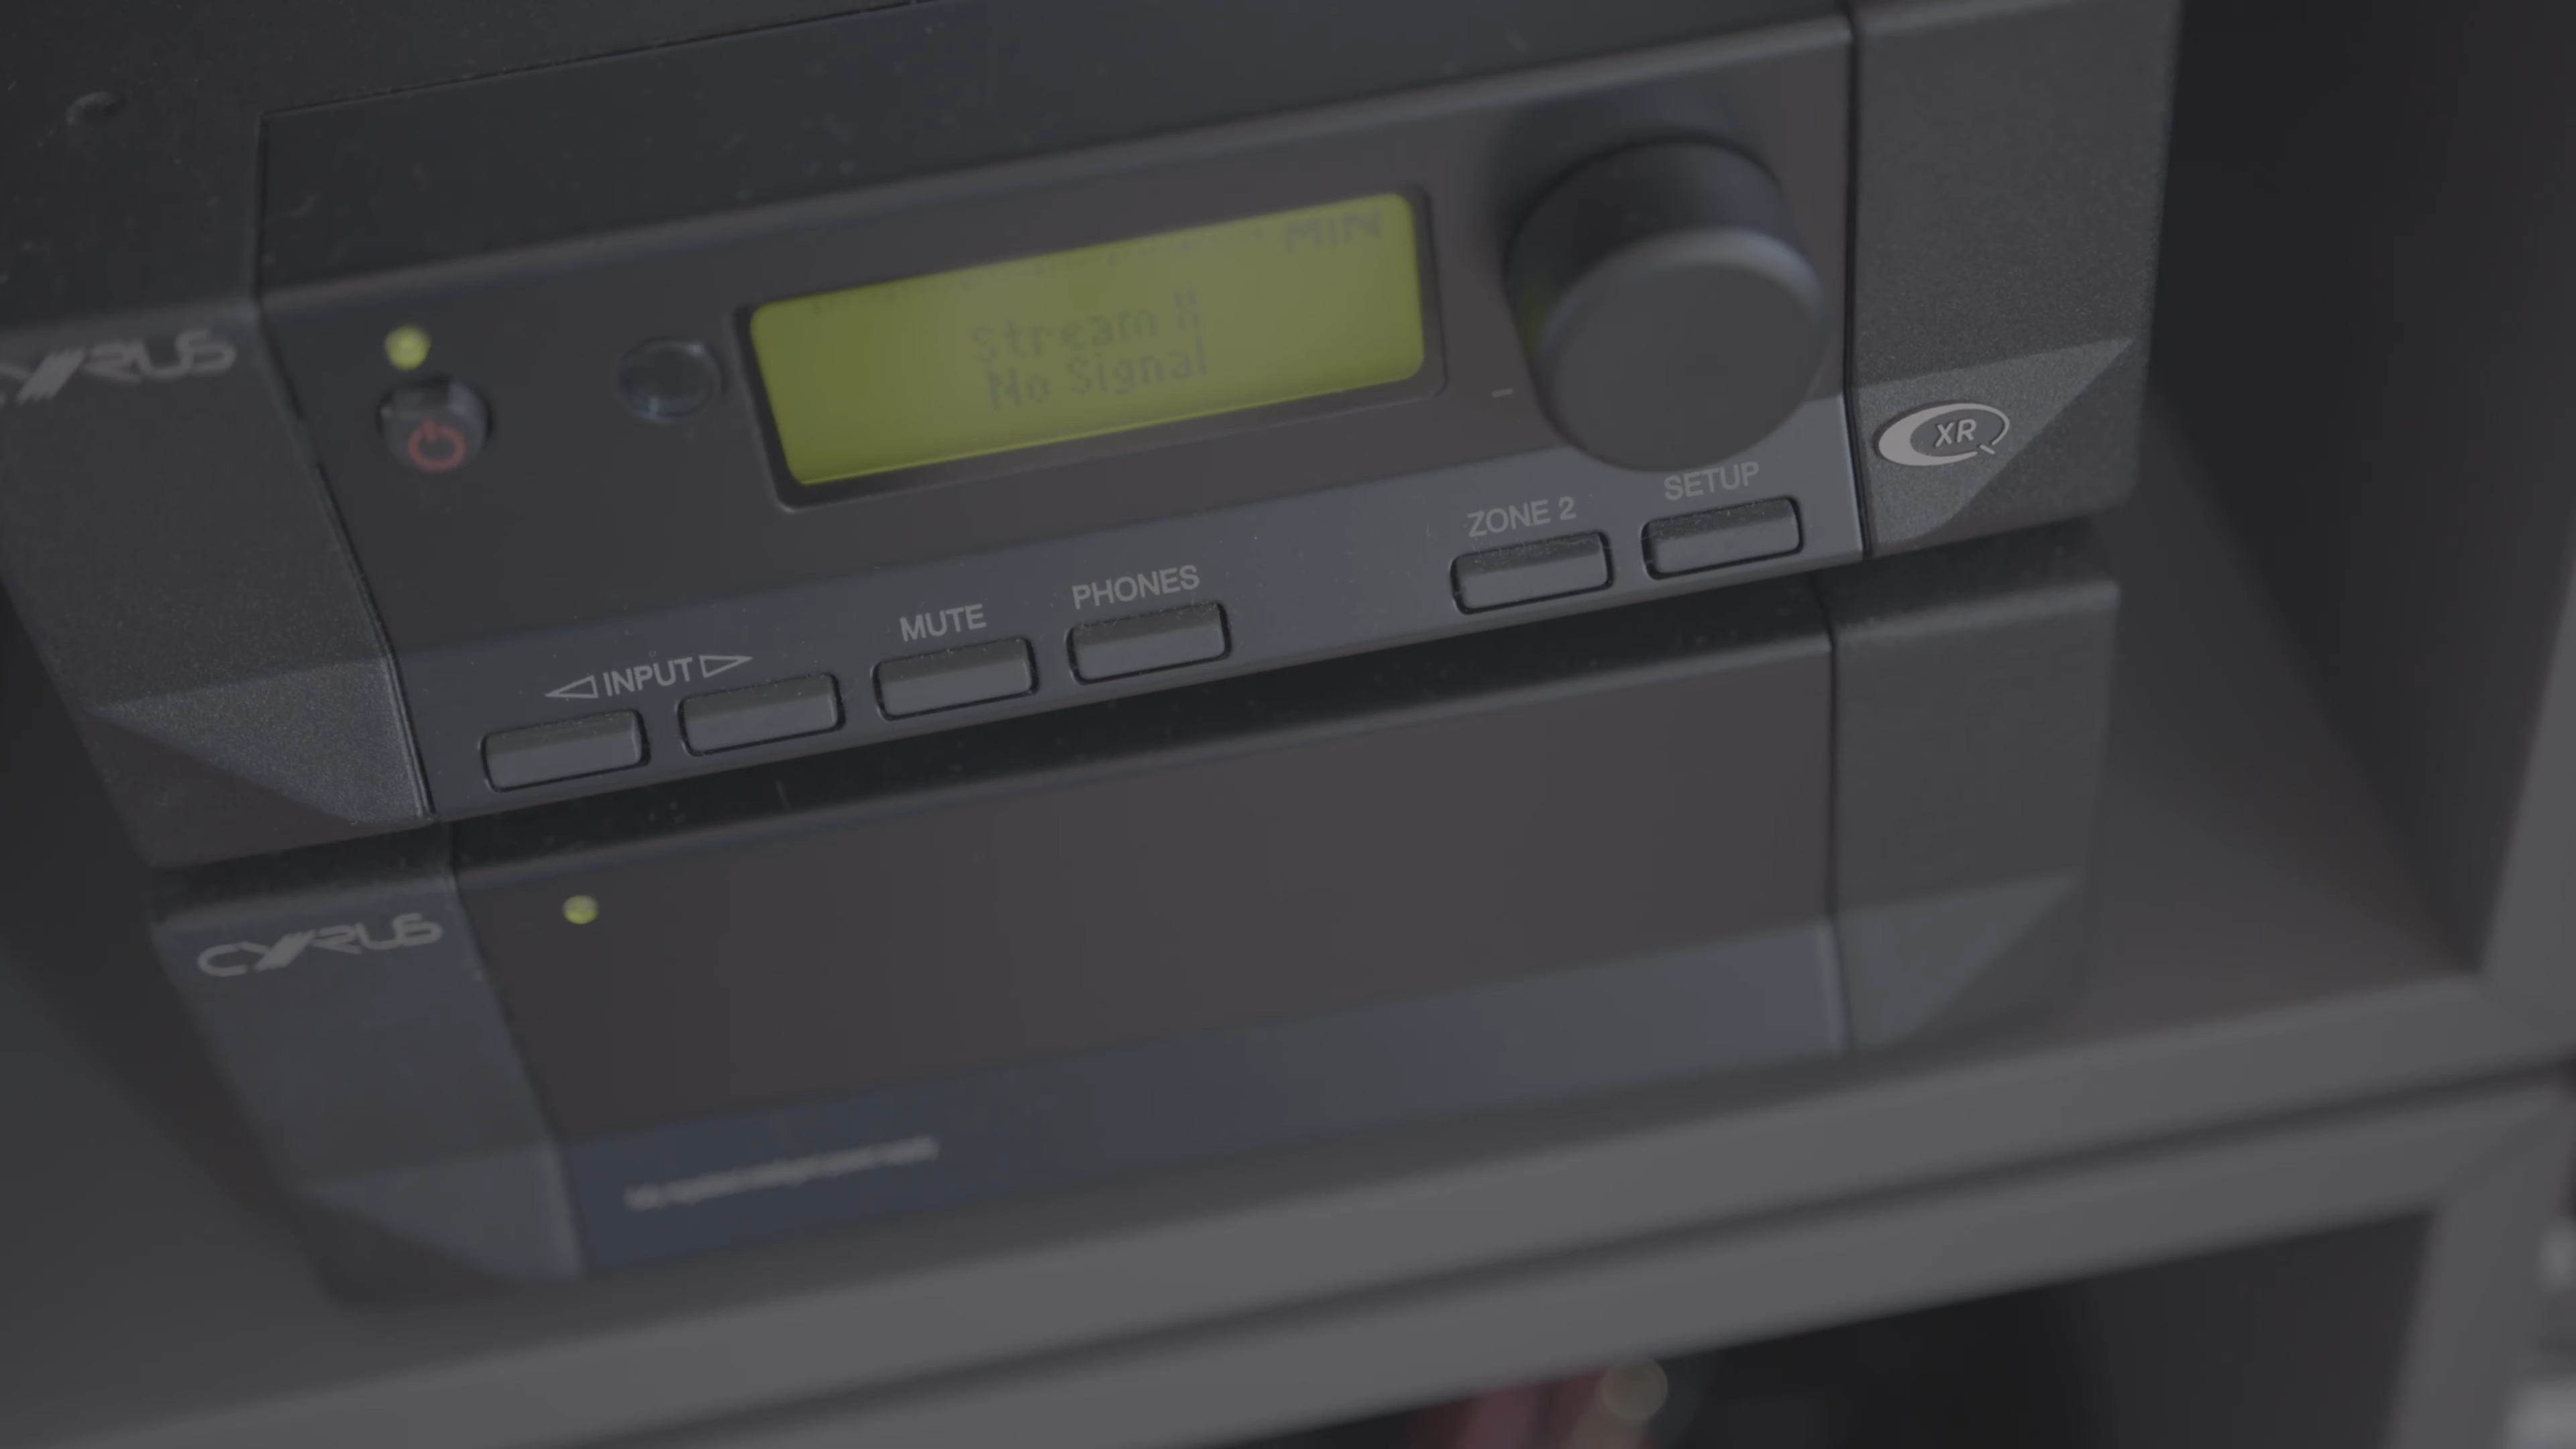 MIN
Stream X
No Signal
CYRUS
XR
SETUP
ZONE 2
PHONES
MUTE
INPUT
CYRUS